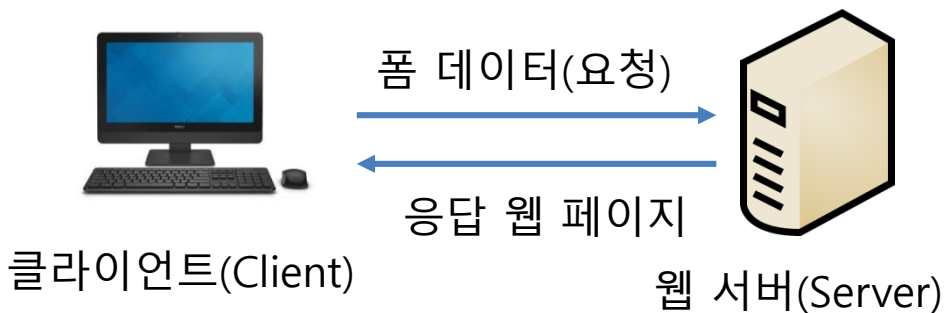 폼 데이터(요청)
응답 웹 페이지
클라이언트(Client)
웹 서버(Server)